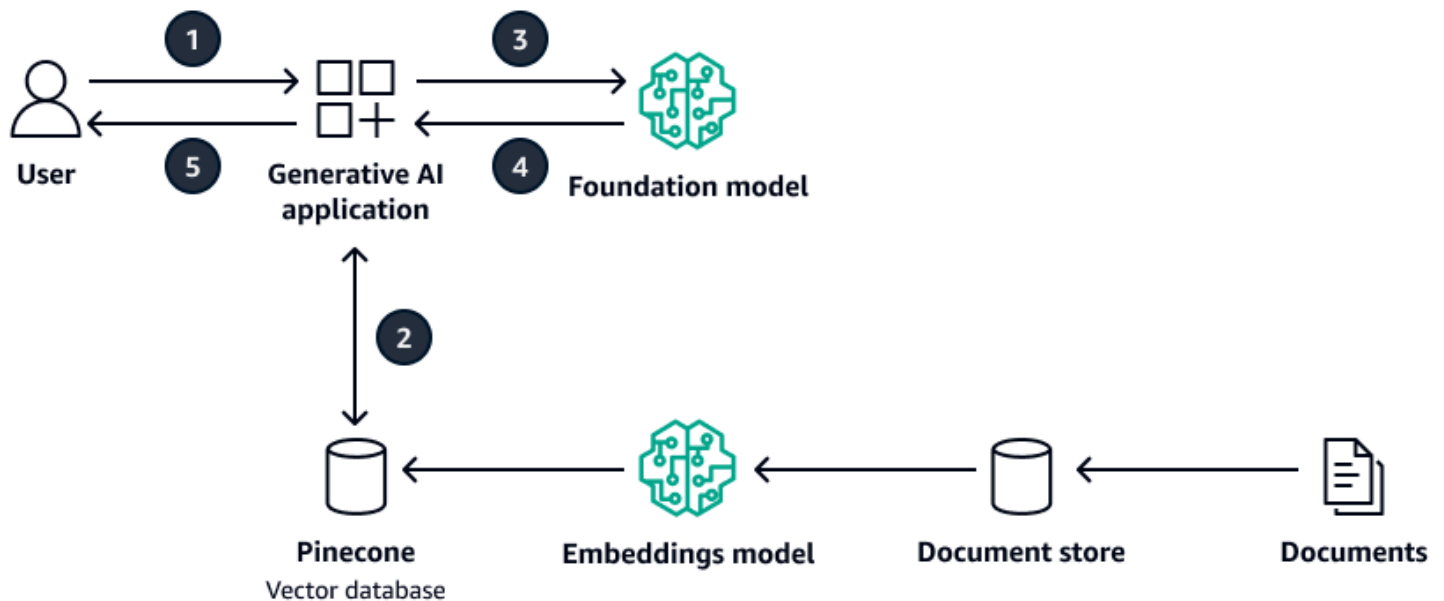 1
3
5
4
User
Generative AI
application
Foundation model
2
Pinecone
Vector database
Embeddings model
Document store
Documents